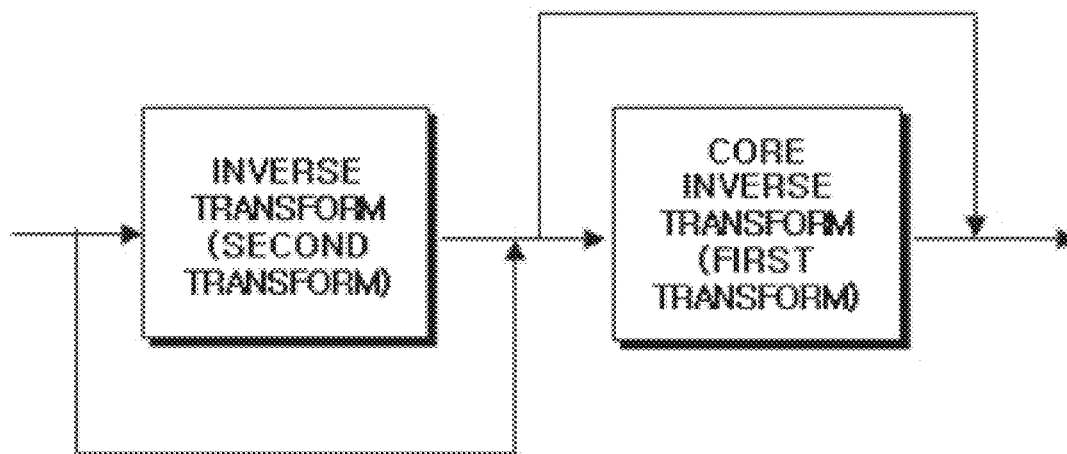 INVERSE
TRANSFORM
(SECOND
TRANSFORM)
CORE
INVERSE
TRANSFORM
(FIRST
TRANSFORM)